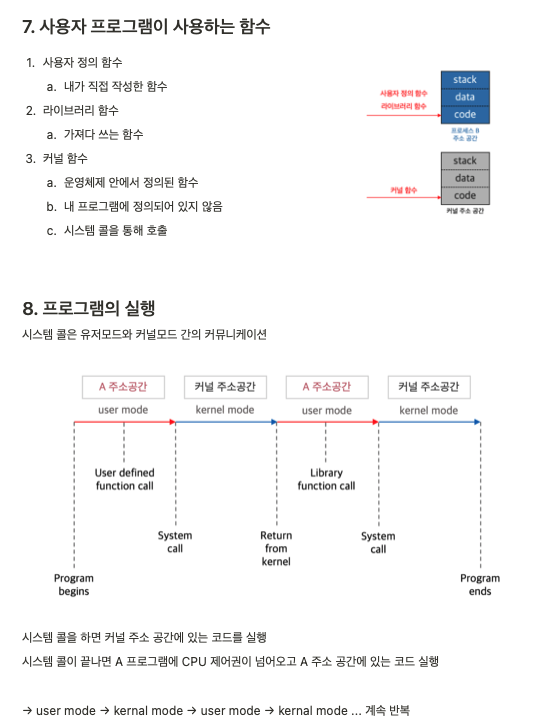 7. 사용자 프로그램이 사용하는 함수
1. 사용자 정의 함수
a. 내가 직접 작성한 함수
2. 라이브러리 함수
a. 가져다 쓰는 함수
3. 커널 함수
a. 운영체제 안에서 정의된 함수
b. 내 프로그램에 정의되어 있지 않음
c. 시스템 콜을 통해 호출
사용자 정의 함수
라이브러리 함수
stack
data
code
프로세스 B
주소 공간
커널 함수
stack
data
code
커널 주소 공간
8. 프로그램의 실행
시스템 콜은 유저모드와 커널모드 간의 커뮤니케이션
A 주소공간
커널 주소공간
A 주소공간
커널 주소공간
user mode
kernel mode
user mode
kernel mode
User defined
function call
Library
function call
System
call
Return
from
kernel
System
call
Program
begins
Program
ends
시스템 콜을 하면 커널 주소 공간에 있는 코드를 실행
시스템 콜이 끝나면 A 프로그램에 CPU 제어권이 넘어오고 A 주소 공간에 있는 코드 실행
→ user mode → kernal mode → user mode → kernal mode ... 계속 반복